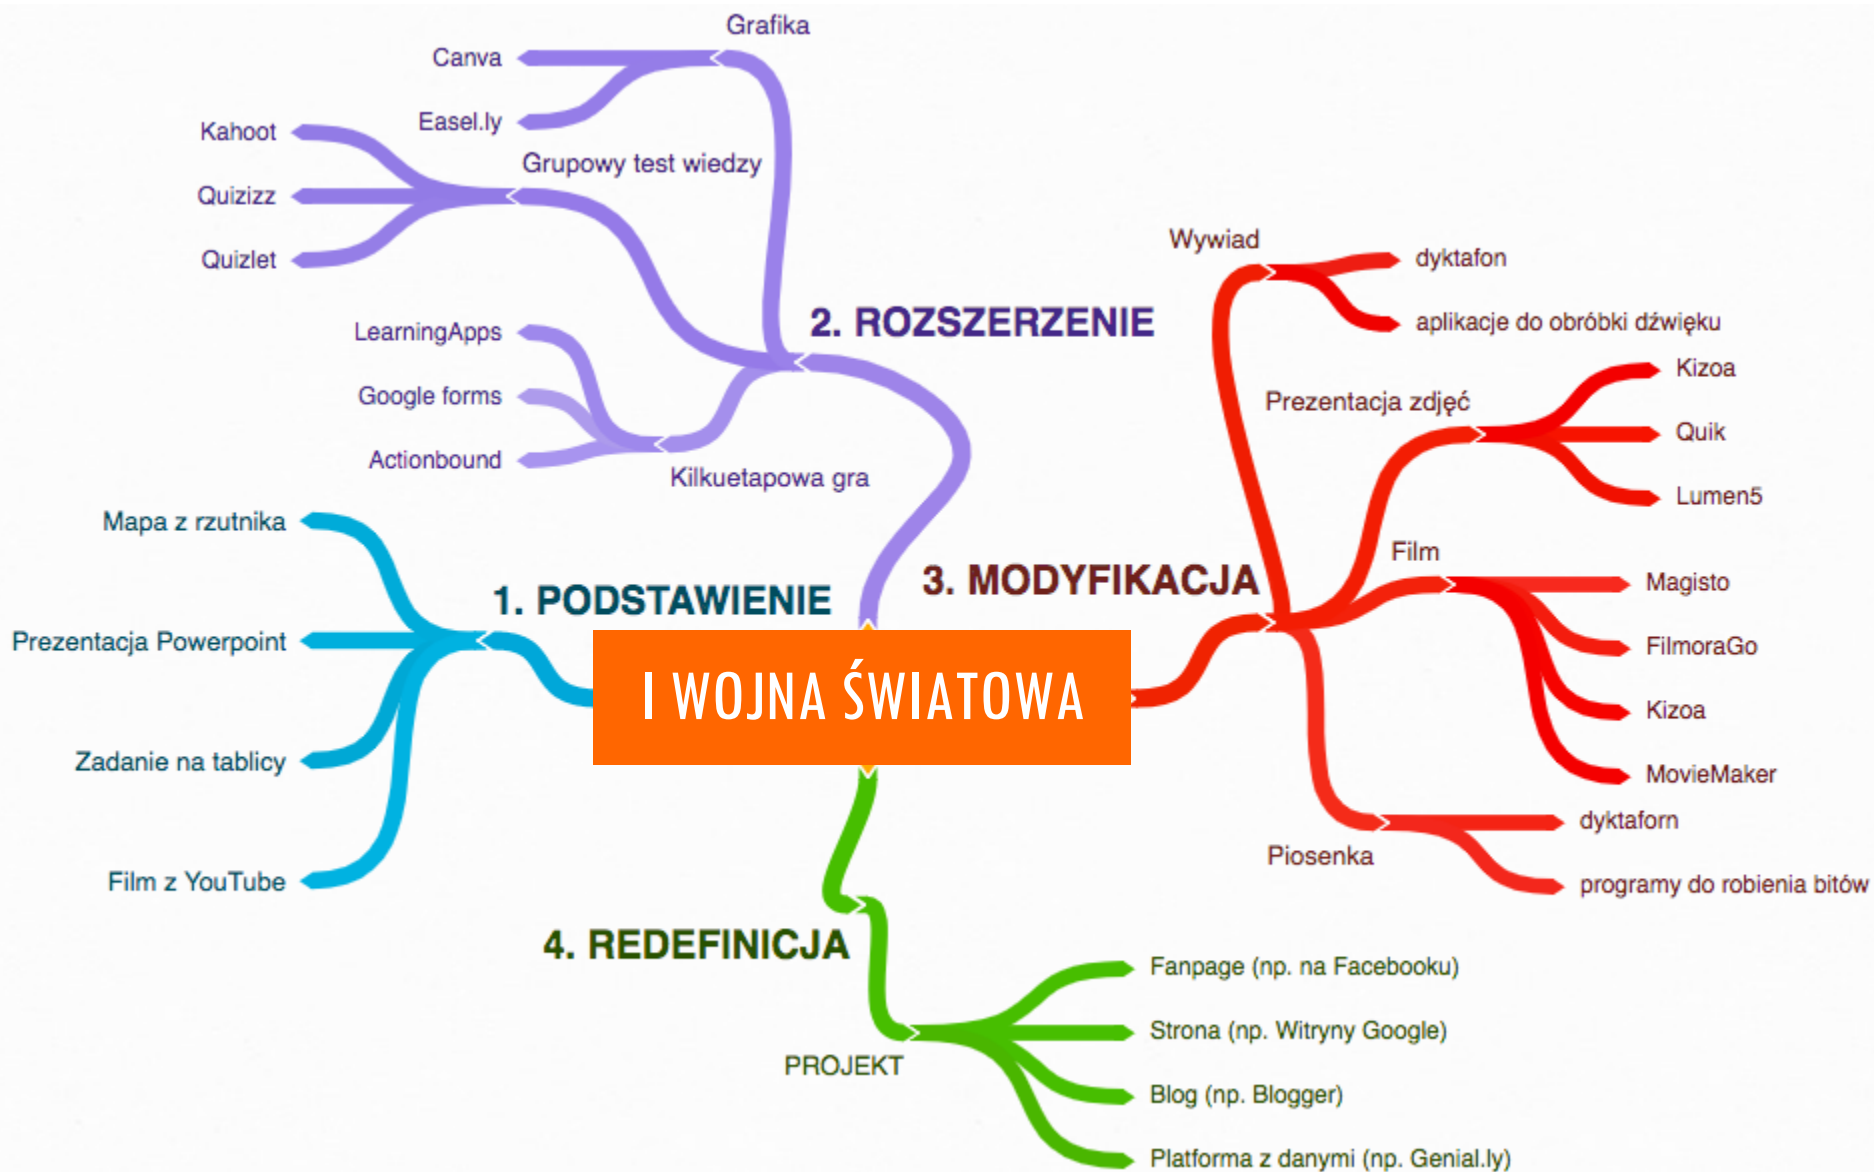 Grafika
Canva
Easel.ly
Grupowy test wiedzy
Kahoot
Quizizz
Quizlet
2. ROZSZERZENIE
LearningApps
Google forms
Actionbound
Kilkuetapowa gra
1. PODSTAWIENIE
Mapa z rzutnika
Prezentacja Powerpoint
Zadanie na tablicy
Film z YouTube
I WOJNA ŚWIATOWA
3. MODYFIKACJA
Wywiad
dyktafon
aplikacje do obróbki dźwięku
Prezentacja zdjęć
Kizoa
Quik
Lumen5
Film
Magisto
FilmoraGo
Kizoa
MovieMaker
Piosenka
dyktaforn
programy do robienia bitów
4. REDEFINICJA
PROJEKT
Fanpage (np. na Facebooku)
Strona (np. Witryny Google)
Blog (np. Blogger)
Platforma z danymi (np. Genial.ly)